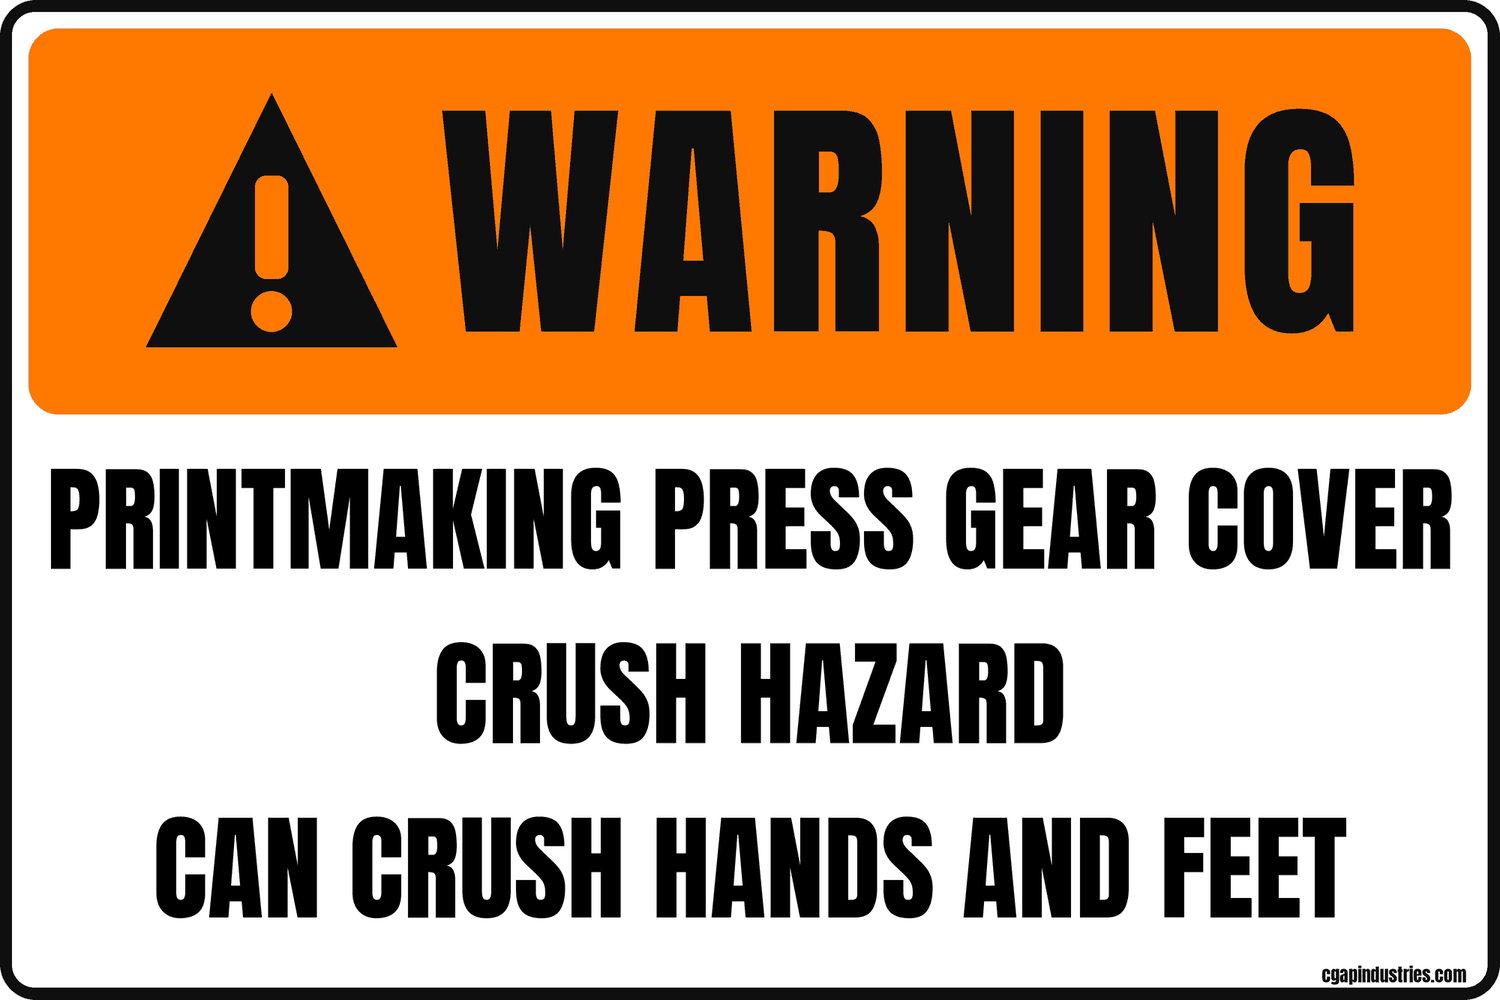 WARNING
PRINTMAKING PRESS GEAR COVER
CRUSH HAZARD
CAN CRUSH HANDS AND FEET
cgapindustries.com